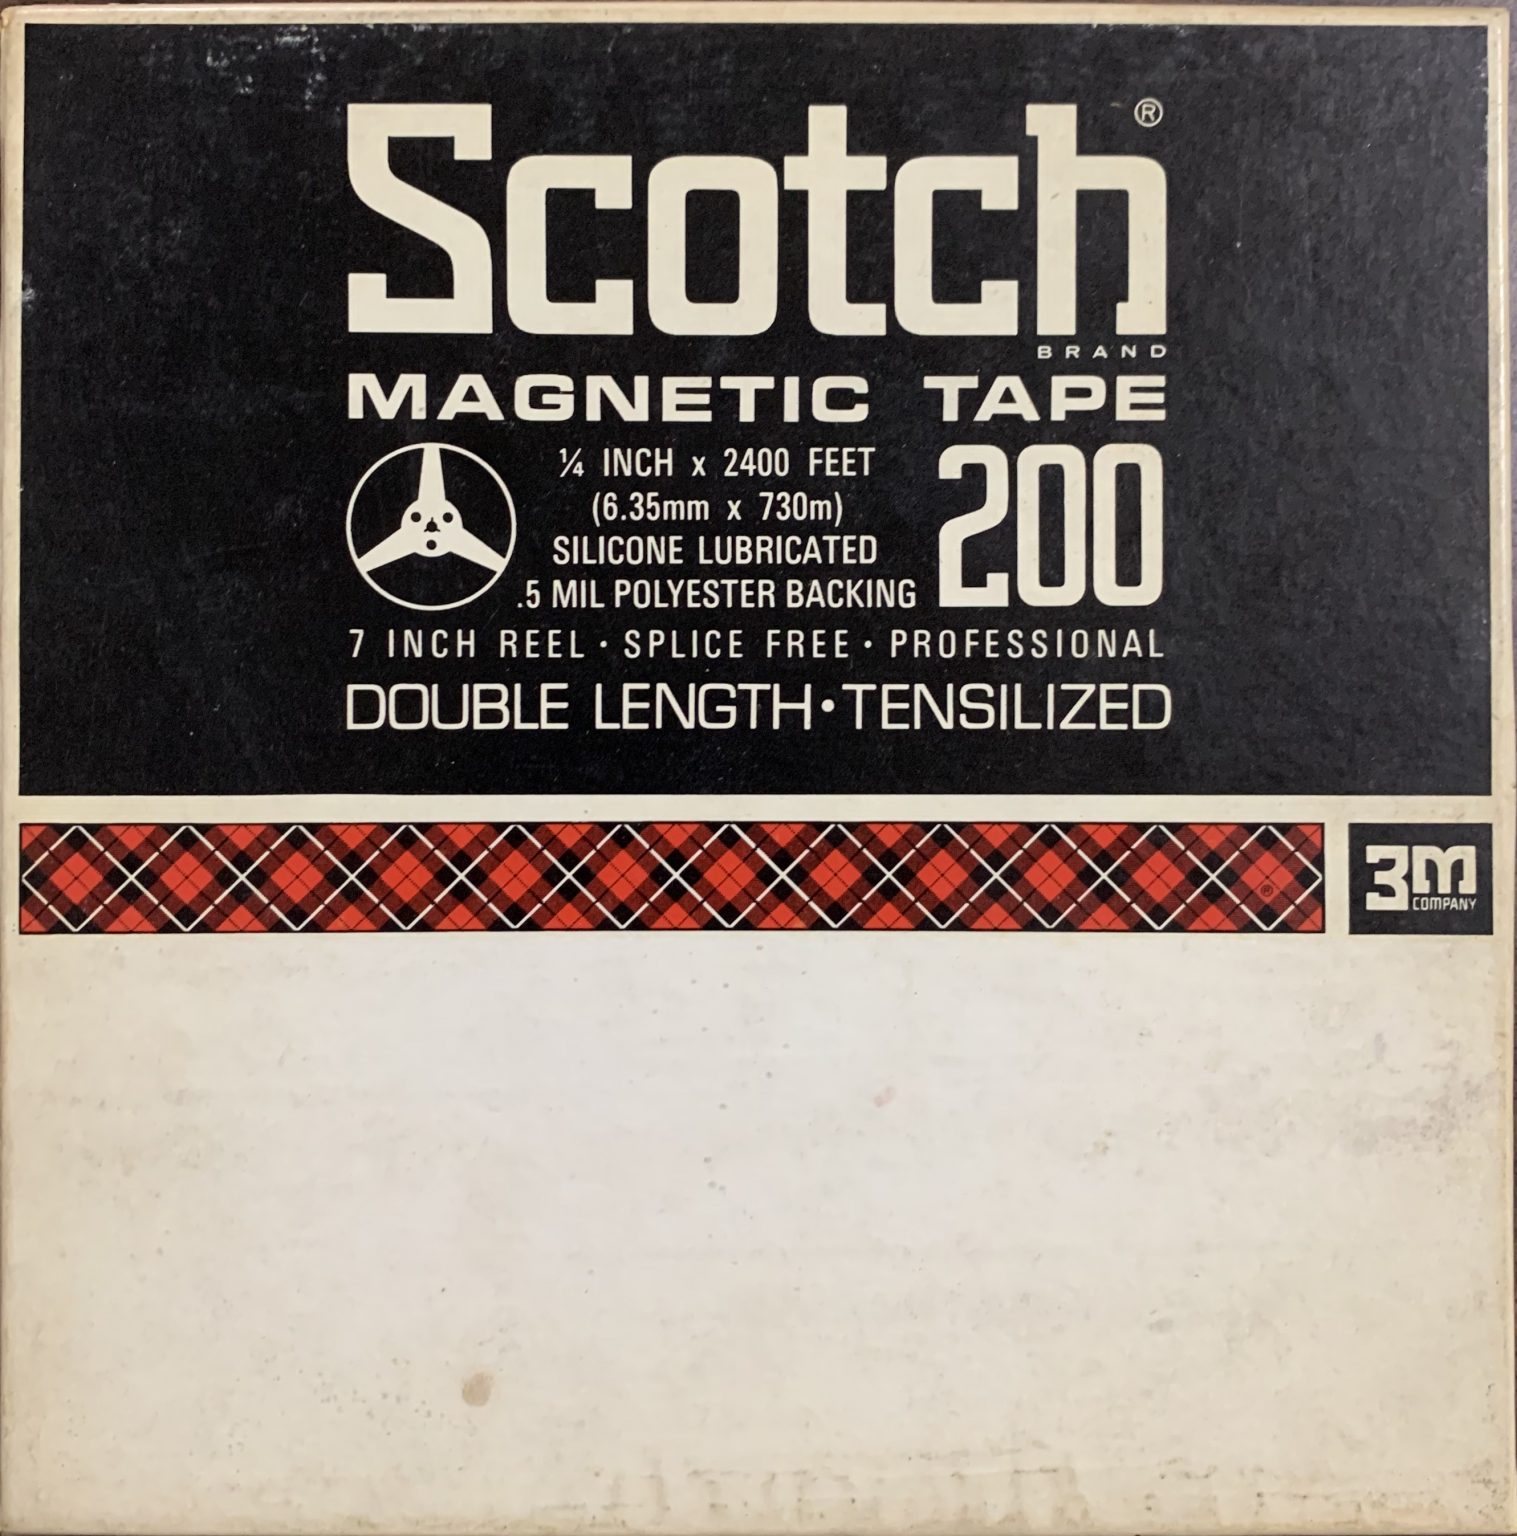 Scotch®
BRAND
MAGNETIC TAPE
¼ INCH x 2400 FEET
(6.35mm x 730m)
SILICONE LUBRICATED
.5 MIL POLYESTER BACKING
200
7 INCH REEL · SPLICE FREE · PROFESSIONAL
DOUBLE LENGTH · TENSILIZED
®
3M
COMPANY